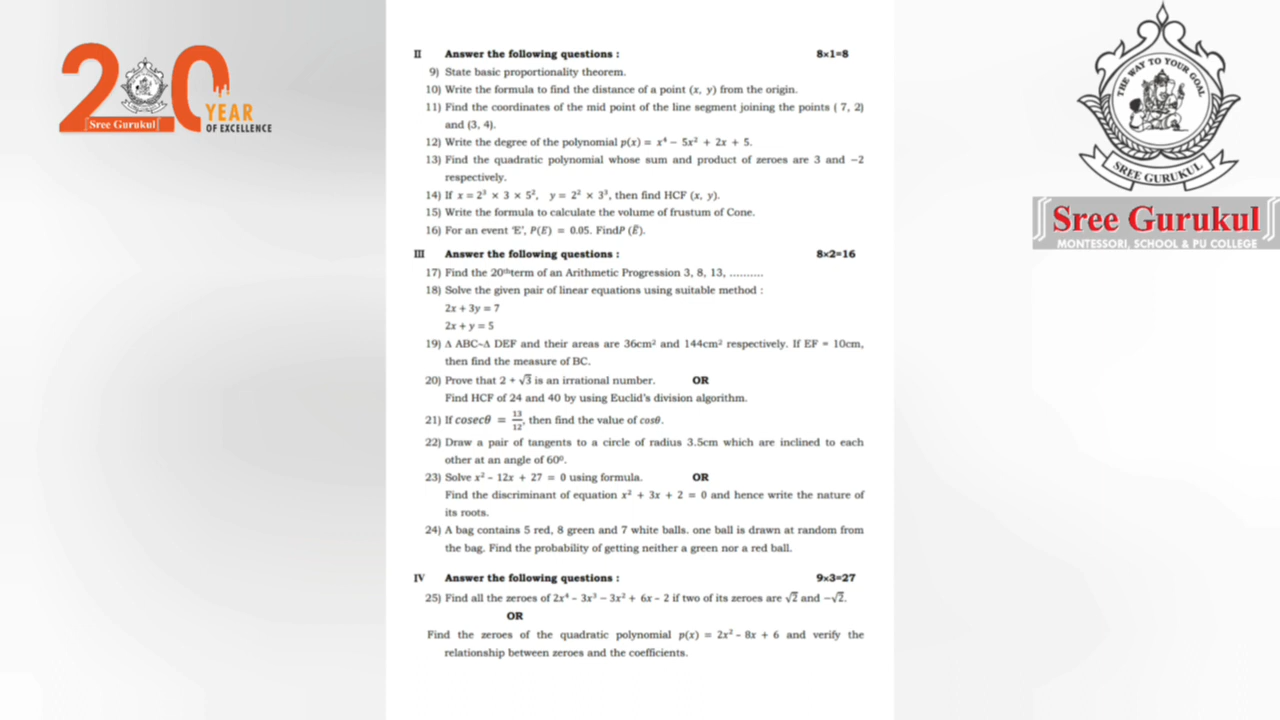 200
YEAR
OF EXCELLENCE
Sree Gurukul
THE WAY TO YOUR GOAL
SREE GURUKUL
Sree Gurukul
MONTESSORI, SCHOOL & PU COLLEGE
II Answer the following questions : 8×1=8
9) State basic proportionality theorem.
10) Write the formula to find the distance of a point (x, y) from the origin.
11) Find the coordinates of the mid point of the line segment joining the points ( 7, 2)
and (3, 4).
12) Write the degree of the polynomial p(x) = x⁴ − 5x² + 2x + 5.
13) Find the quadratic polynomial whose sum and product of zeroes are 3 and −2
respectively.
14) If x = 2³ × 3 × 5², y = 2² × 3³, then find HCF (x, y).
15) Write the formula to calculate the volume of frustum of Cone.
16) For an event 'E', P(E) = 0.05. FindP (Ē).
III Answer the following questions : 8×2=16
17) Find the 20ᵗʰterm of an Arithmetic Progression 3, 8, 13, ..........
18) Solve the given pair of linear equations using suitable method :
2x + 3y = 7
2x + y = 5
19) Δ ABC~Δ DEF and their areas are 36cm² and 144cm² respectively. If EF = 10cm,
then find the measure of BC.
20) Prove that 2 + √3 is an irrational number. OR
Find HCF of 24 and 40 by using Euclid's division algorithm.
21) If cosecθ = 13/12, then find the value of cosθ.
22) Draw a pair of tangents to a circle of radius 3.5cm which are inclined to each
other at an angle of 60⁰.
23) Solve x² - 12x + 27 = 0 using formula. OR
Find the discriminant of equation x² + 3x + 2 = 0 and hence write the nature of
its roots.
24) A bag contains 5 red, 8 green and 7 white balls. one ball is drawn at random from
the bag. Find the probability of getting neither a green nor a red ball.
IV Answer the following questions : 9×3=27
25) Find all the zeroes of 2x⁴ - 3x³ − 3x² + 6x - 2 if two of its zeroes are √2 and −√2.
OR
Find the zeroes of the quadratic polynomial p(x) = 2x² - 8x + 6 and verify the
relationship between zeroes and the coefficients.